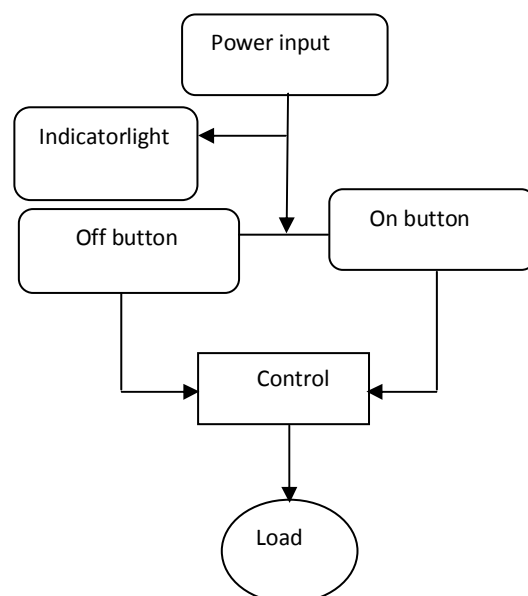 Power input
Indicatorlight
Off button
On button
Control
Load